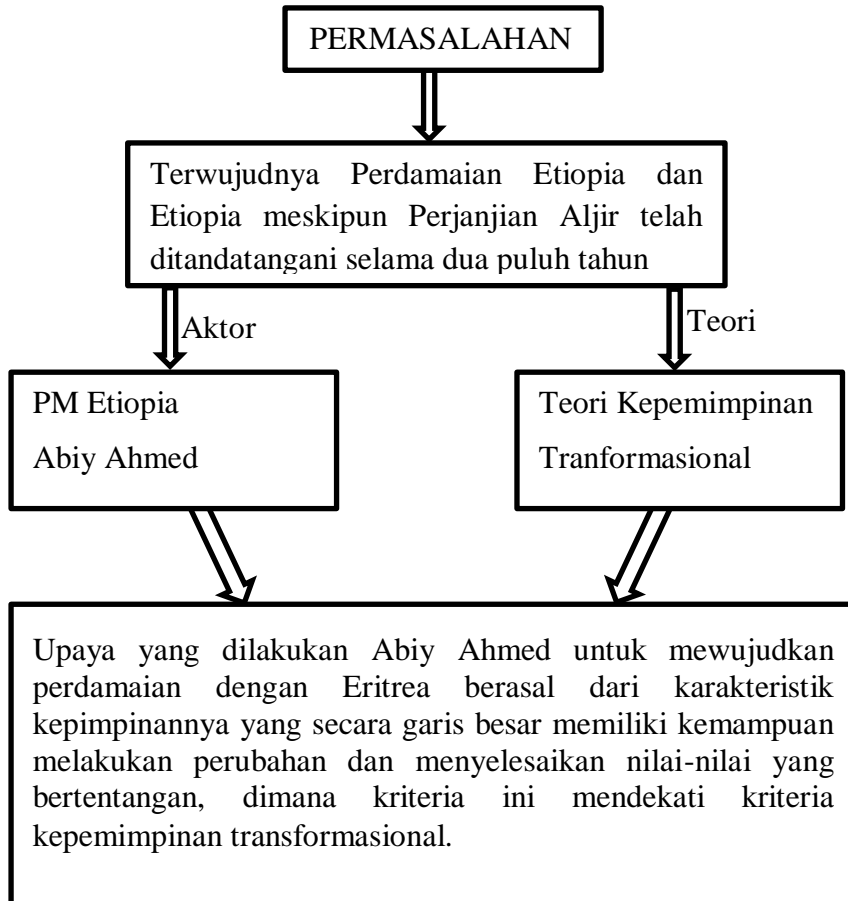 PERMASALAHAN
Terwujudnya Perdamaian Etiopia dan
Etiopia meskipun Perjanjian Aljir telah
ditandatangani selama dua puluh tahun
Aktor
Teori
PM Etiopia
Abiy Ahmed
Teori Kepemimpinan
Tranformasional
Upaya yang dilakukan Abiy Ahmed untuk mewujudkan
perdamaian dengan Eritrea berasal dari karakteristik
kepimpinannya yang secara garis besar memiliki kemampuan
melakukan perubahan dan menyelesaikan nilai-nilai yang
bertentangan, dimana kriteria ini mendekati kriteria
kepemimpinan transformasional.